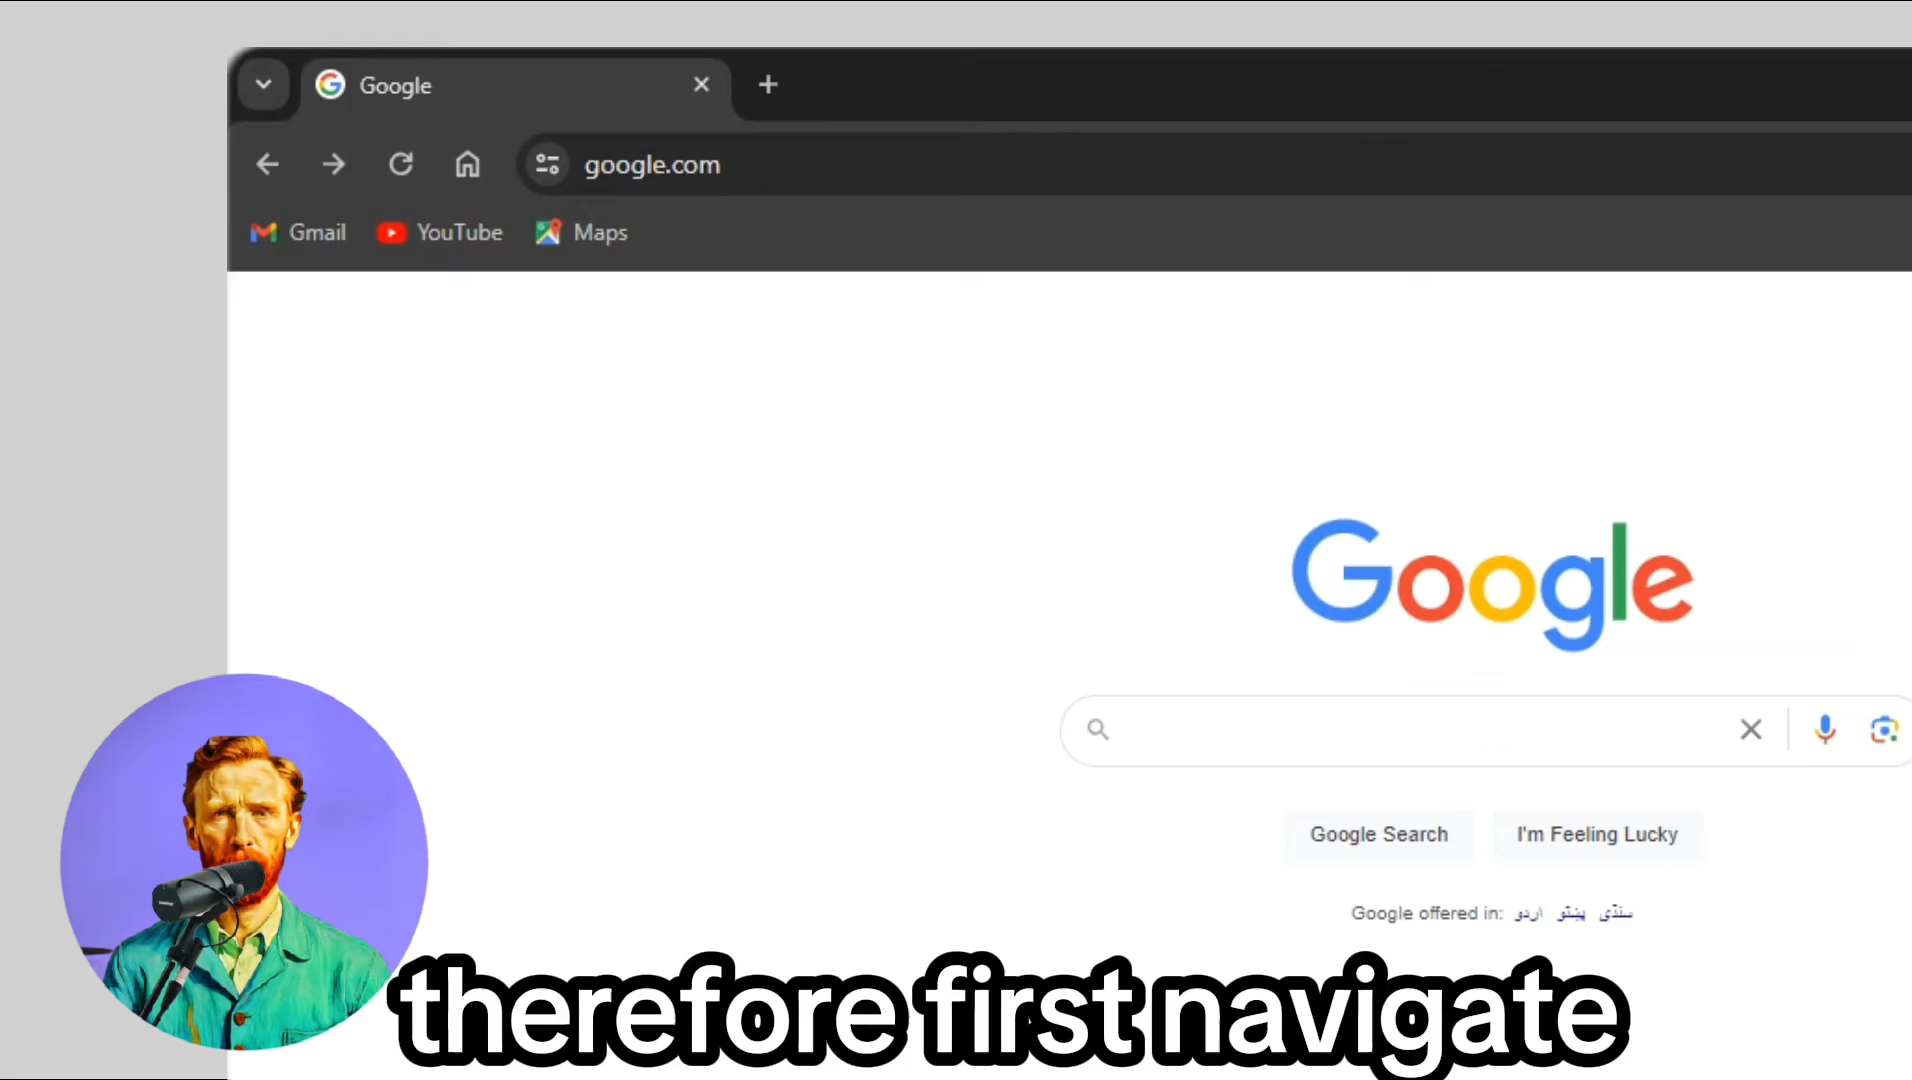 Google
google.com
Gmail YouTube Maps
Google
Google Search I'm Feeling Lucky
Google offered in: اردو پښتو سنڌي
therefore first navigate